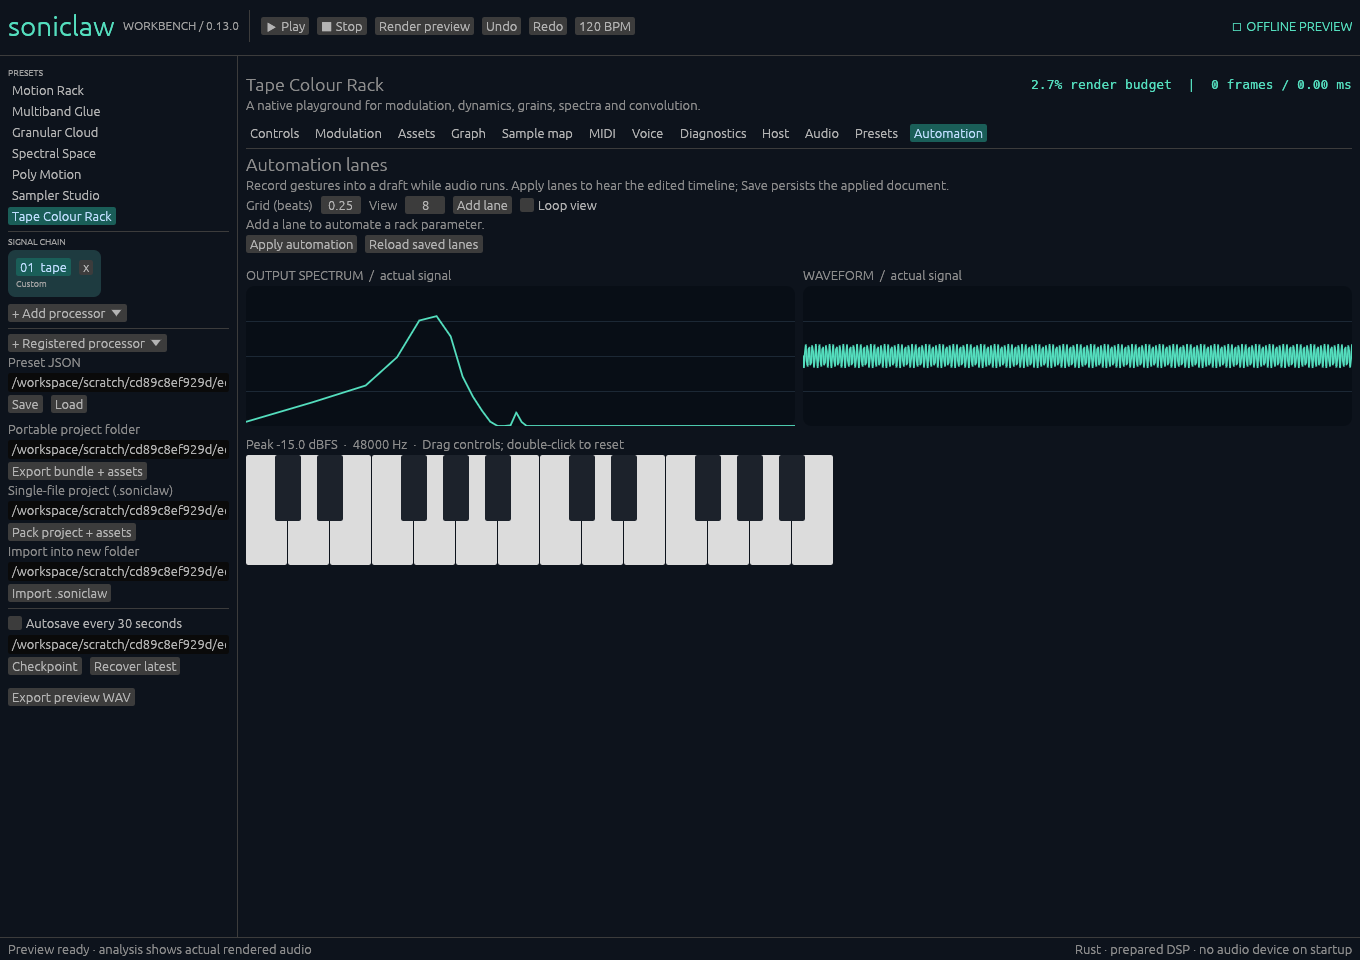 soniclaw WORKBENCH / 0.13.0 ▶ Play ■ Stop Render preview Undo Redo 120 BPM □ OFFLINE PREVIEW
PRESETS
Motion Rack
Multiband Glue
Granular Cloud
Spectral Space
Poly Motion
Sampler Studio
Tape Colour Rack
SIGNAL CHAIN
01 tape x
Custom
+ Add processor ▼
+ Registered processor ▼
Preset JSON
/workspace/scratch/cd89c8ef929d/e
Save Load
Portable project folder
/workspace/scratch/cd89c8ef929d/e
Export bundle + assets
Single-file project (.soniclaw)
/workspace/scratch/cd89c8ef929d/e
Pack project + assets
Import into new folder
/workspace/scratch/cd89c8ef929d/e
Import .soniclaw
Autosave every 30 seconds
/workspace/scratch/cd89c8ef929d/e
Checkpoint Recover latest
Export preview WAV
Tape Colour Rack 2.7% render budget | 0 frames / 0.00 ms
A native playground for modulation, dynamics, grains, spectra and convolution.
Controls Modulation Assets Graph Sample map MIDI Voice Diagnostics Host Audio Presets Automation
Automation lanes
Record gestures into a draft while audio runs. Apply lanes to hear the edited timeline; Save persists the applied document.
Grid (beats) 0.25 View 8 Add lane Loop view
Add a lane to automate a rack parameter.
Apply automation Reload saved lanes
OUTPUT SPECTRUM / actual signal WAVEFORM / actual signal
Peak -15.0 dBFS · 48000 Hz · Drag controls; double-click to reset
Preview ready · analysis shows actual rendered audio Rust · prepared DSP · no audio device on startup